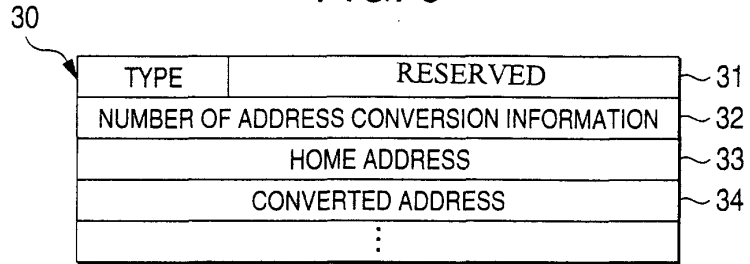 30
TYPE RESERVED 31
NUMBER OF ADDRESS CONVERSION INFORMATION 32
HOME ADDRESS 33
CONVERTED ADDRESS 34
⋮